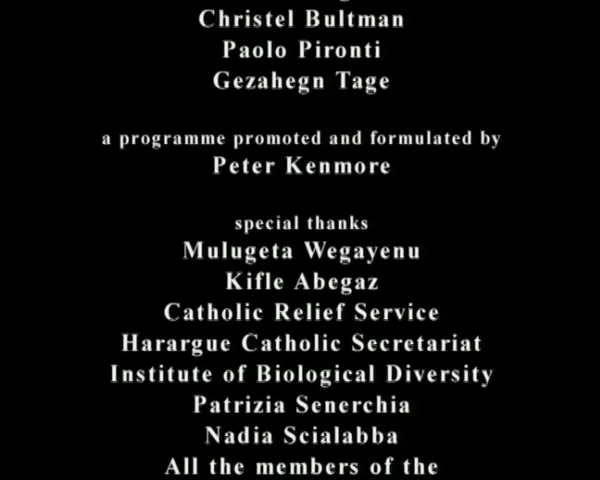 Christel Bultman
Paolo Pironti
Gezahegn Tage
a programme promoted and formulated by
Peter Kenmore
special thanks
Mulugeta Wegayenu
Kifle Abegaz
Catholic Relief Service
Harargue Catholic Secretariat
Institute of Biological Diversity
Patrizia Senerchia
Nadia Scialabba
All the members of the